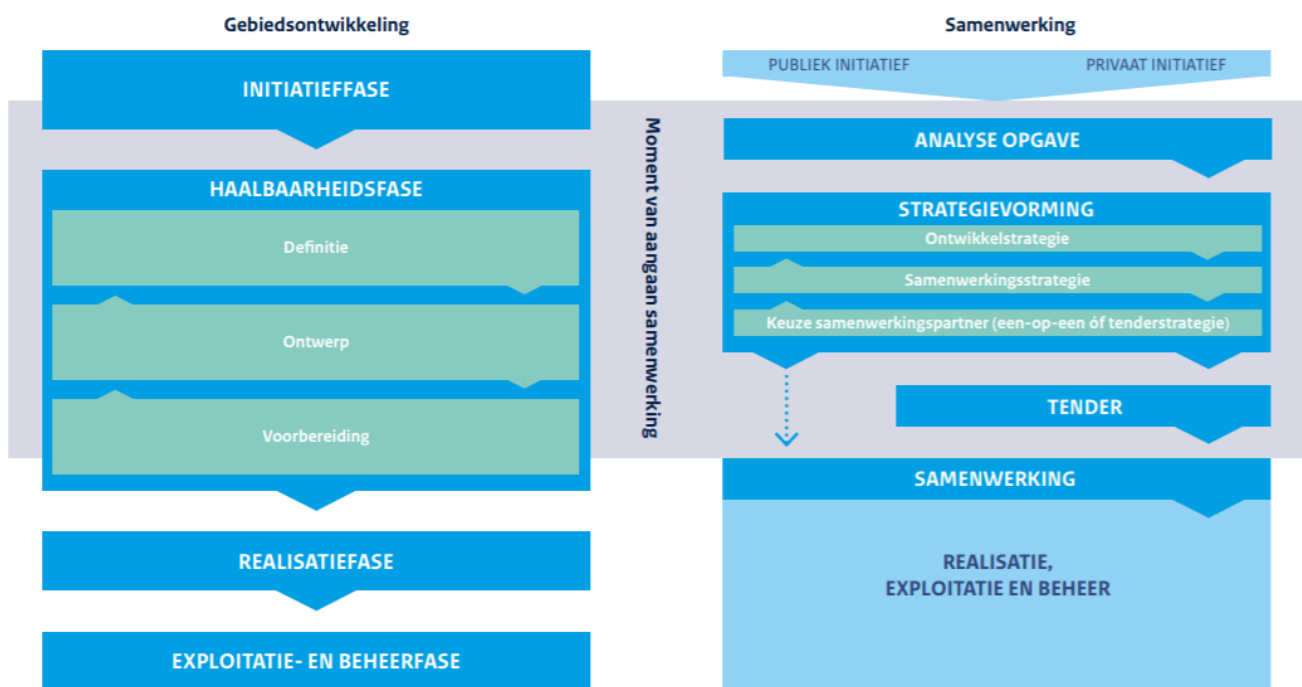 Gebiedsontwikkeling
INITIATIEFFASE
HAALBAARHEIDSFASE
Definitie
Ontwerp
Voorbereiding
REALISATIEFASE
EXPLOITATIE- EN BEHEERFASE
Moment van aangaan samenwerking
Samenwerking
PUBLIEK INITIATIEF
PRIVAAT INITIATIEF
ANALYSE OPGAVE
STRATEGIEVORMING
Ontwikkelstrategie
Samenwerkingsstrategie
Keuze samenwerkingspartner (een-op-een óf tenderstrategie)
TENDER
SAMENWERKING
REALISATIE,
EXPLOITATIE EN BEHEER